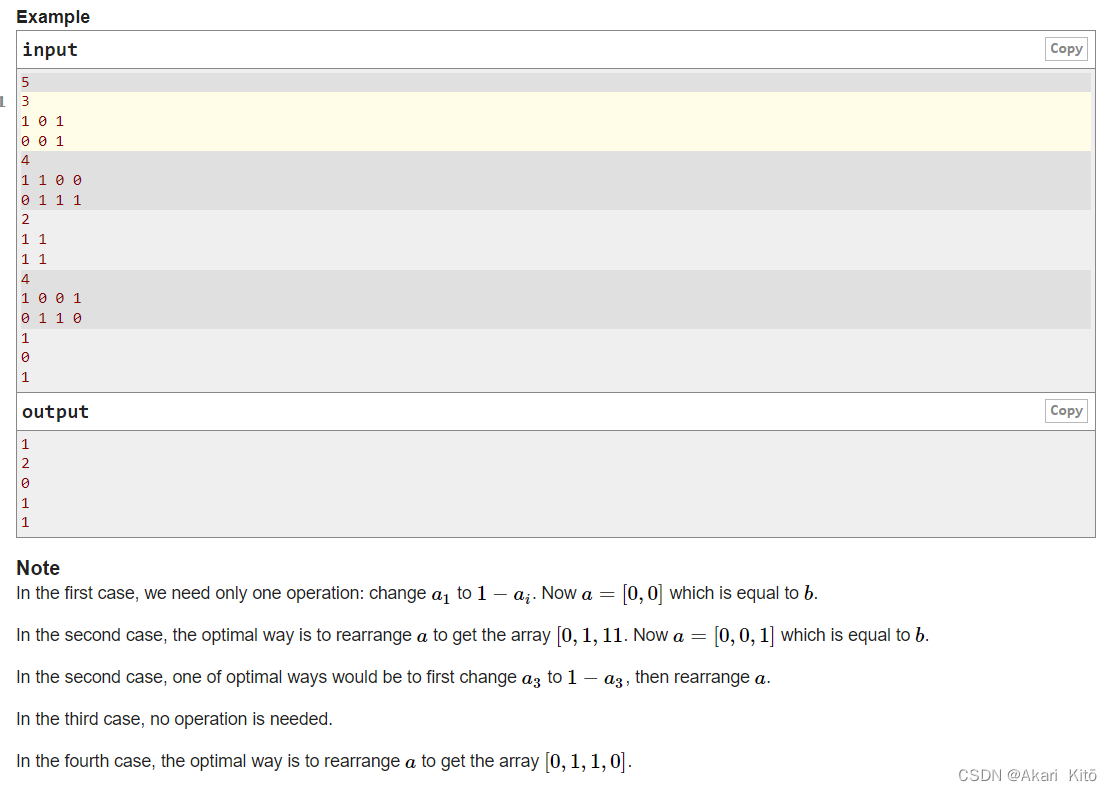 Example
input
Copy
5
3
1 0 1
0 0 1
4
1 1 0 0
0 1 1 1
2
1 1
1 1
4
1 0 0 1
0 1 1 0
1
0
1
output
Copy
1
2
0
1
1
Note
In the first case, we need only one operation: change a₁ to 1 − aᵢ. Now a = [0, 0] which is equal to b.
In the second case, the optimal way is to rearrange a to get the array [0, 1, 11. Now a = [0, 0, 1] which is equal to b.
In the second case, one of optimal ways would be to first change a₃ to 1 − a₃, then rearrange a.
In the third case, no operation is needed.
In the fourth case, the optimal way is to rearrange a to get the array [0, 1, 1, 0].
CSDN @Akari Kitō